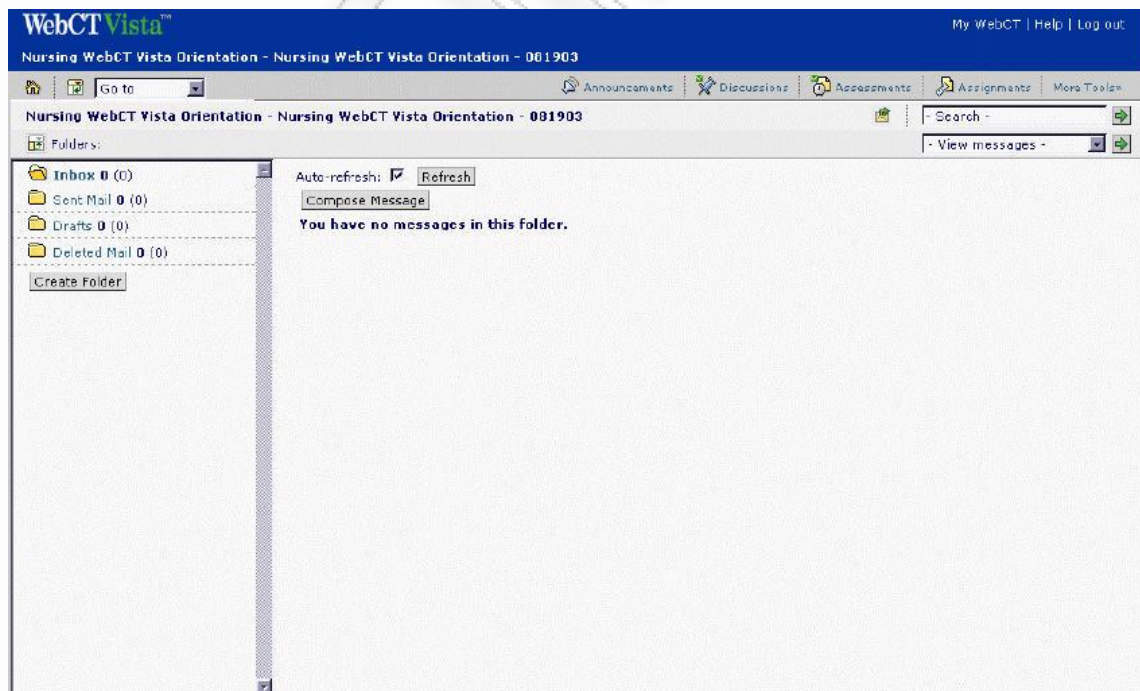 WebCT Vista™
My WebCT | Help | Log out
Nursing WebCT Vista Orientation - Nursing WebCT Vista Orientation - 081903
Go to
Announcements
Discussions
Assessments
Assignments
More Tools»
Nursing WebCT Vista Orientation - Nursing WebCT Vista Orientation - 081903
- Search -
Folders:
- View messages -
Inbox 0 (0)
Sent Mail 0 (0)
Drafts 0 (0)
Deleted Mail 0 (0)
Create Folder
Auto-refresh: Refresh
Compose Message
You have no messages in this folder.